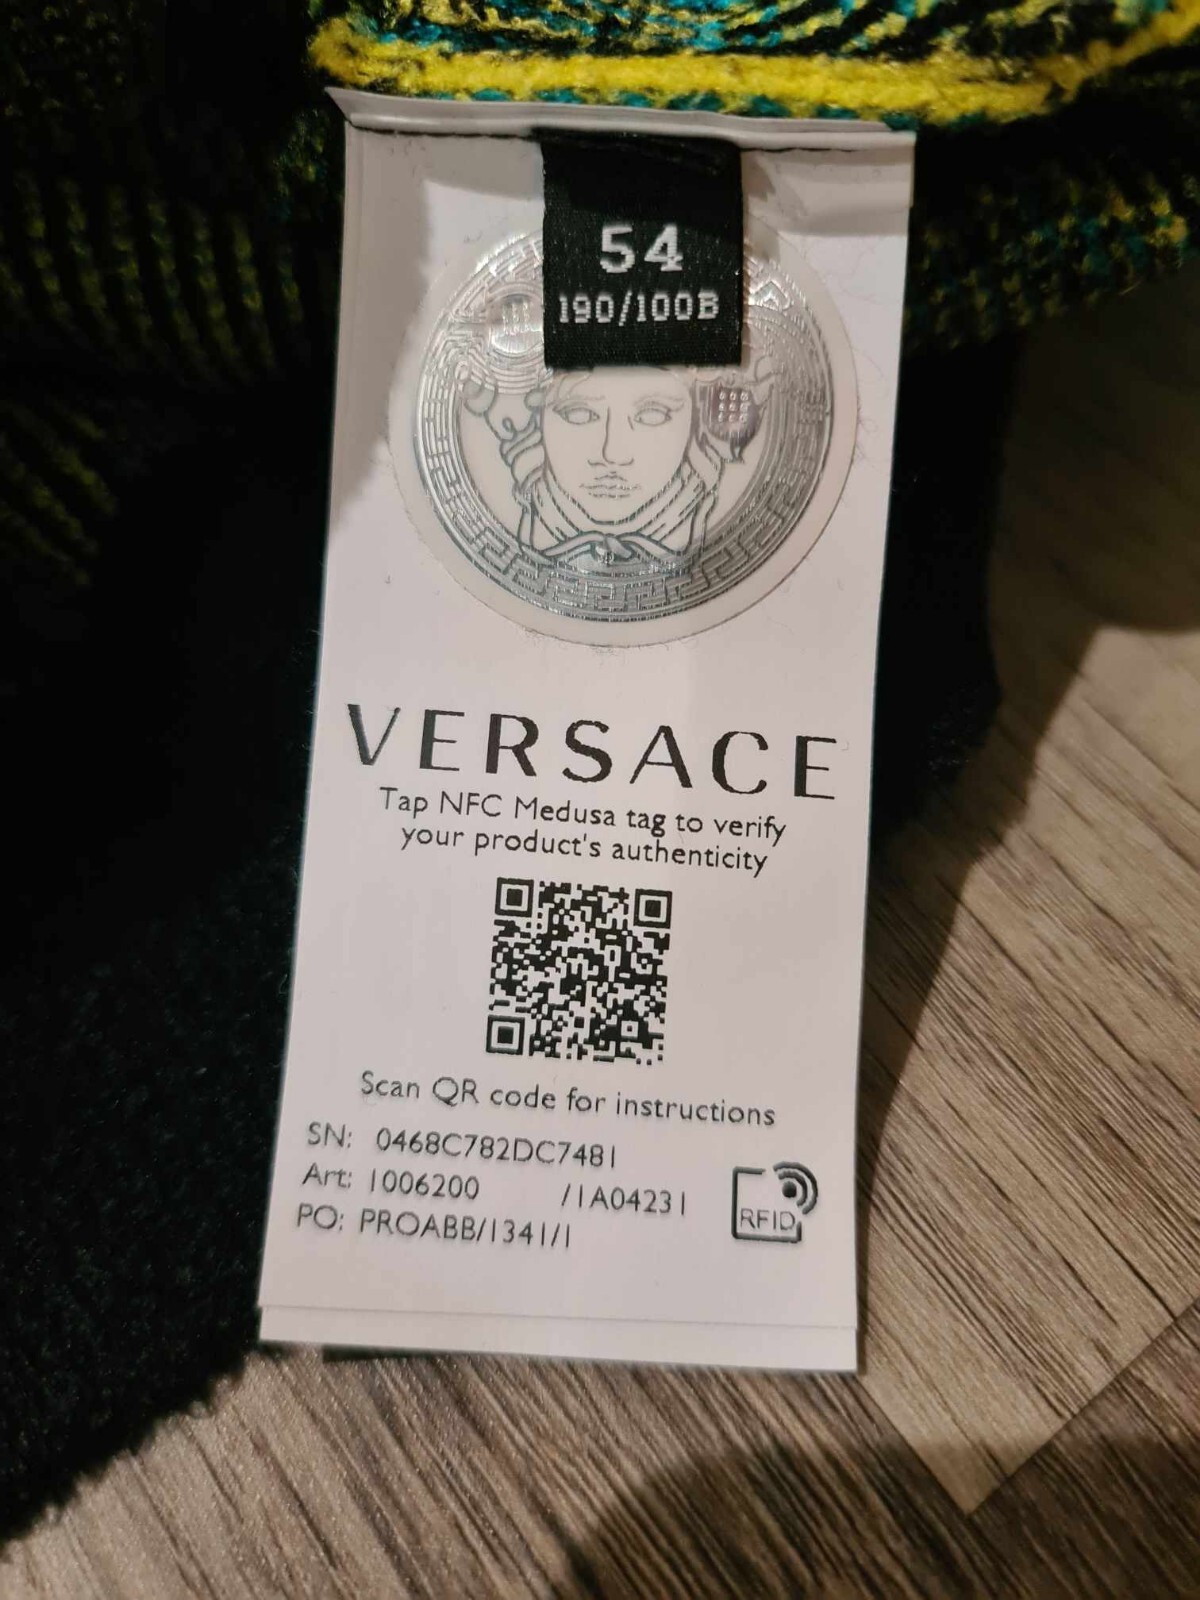 54
190/100B
VERSACE
Tap NFC Medusa tag to verify
your product's authenticity
Scan QR code for instructions
SN: 0468C782DC7481
Art: 1006200 /1A04231
PO: PROABB/1341/1
RFID